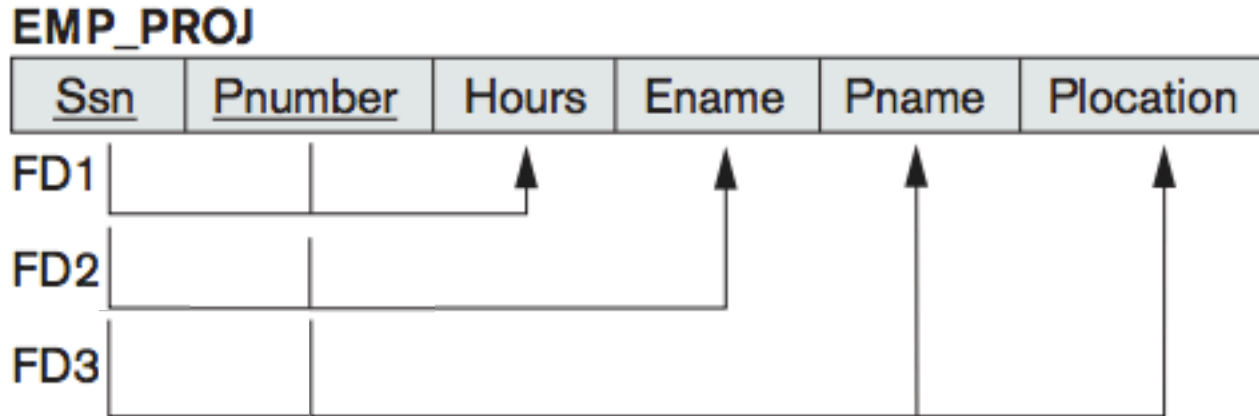 EMP_PROJ
Ssn Pnumber Hours Ename Pname Plocation
FD1
FD2
FD3